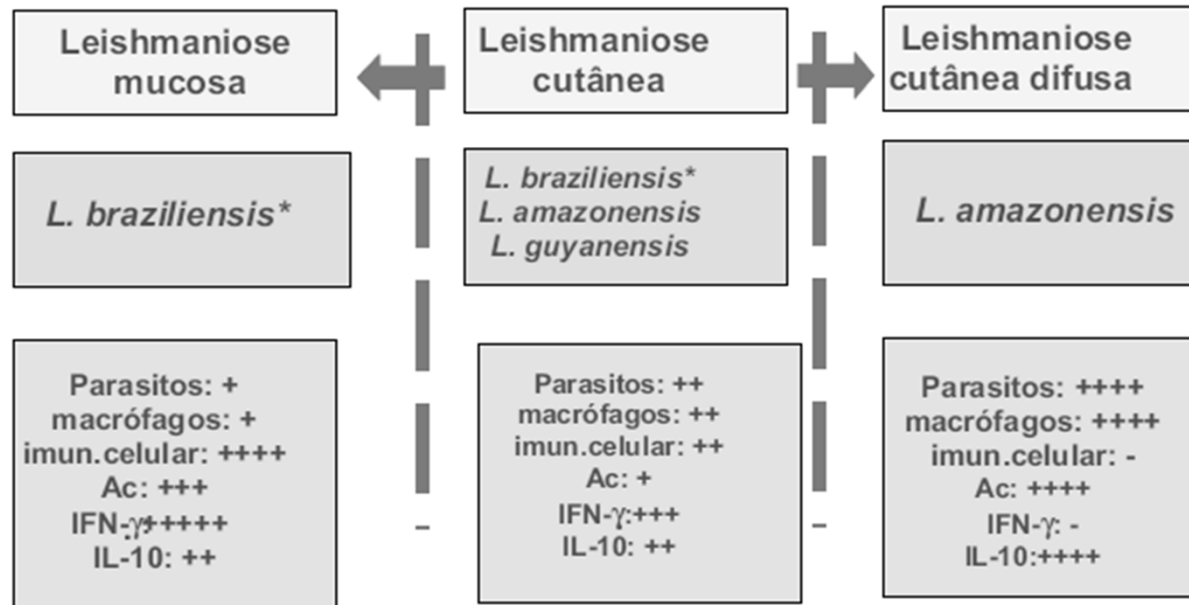 Leishmaniose
mucosa
Leishmaniose
cutânea
Leishmaniose
cutânea difusa
L. braziliensis*
L. braziliensis*
L. amazonensis
L. guyanensis
L. amazonensis
Parasitos: +
macrófagos: +
imun.celular: ++++
Ac: +++
IFN-γ:+++++
IL-10: ++
Parasitos: ++
macrófagos: ++
imun.celular: ++
Ac: +
IFN-γ:+++
IL-10: ++
Parasitos: ++++
macrófagos: ++++
imun.celular: -
Ac: ++++
IFN-γ: -
IL-10:++++